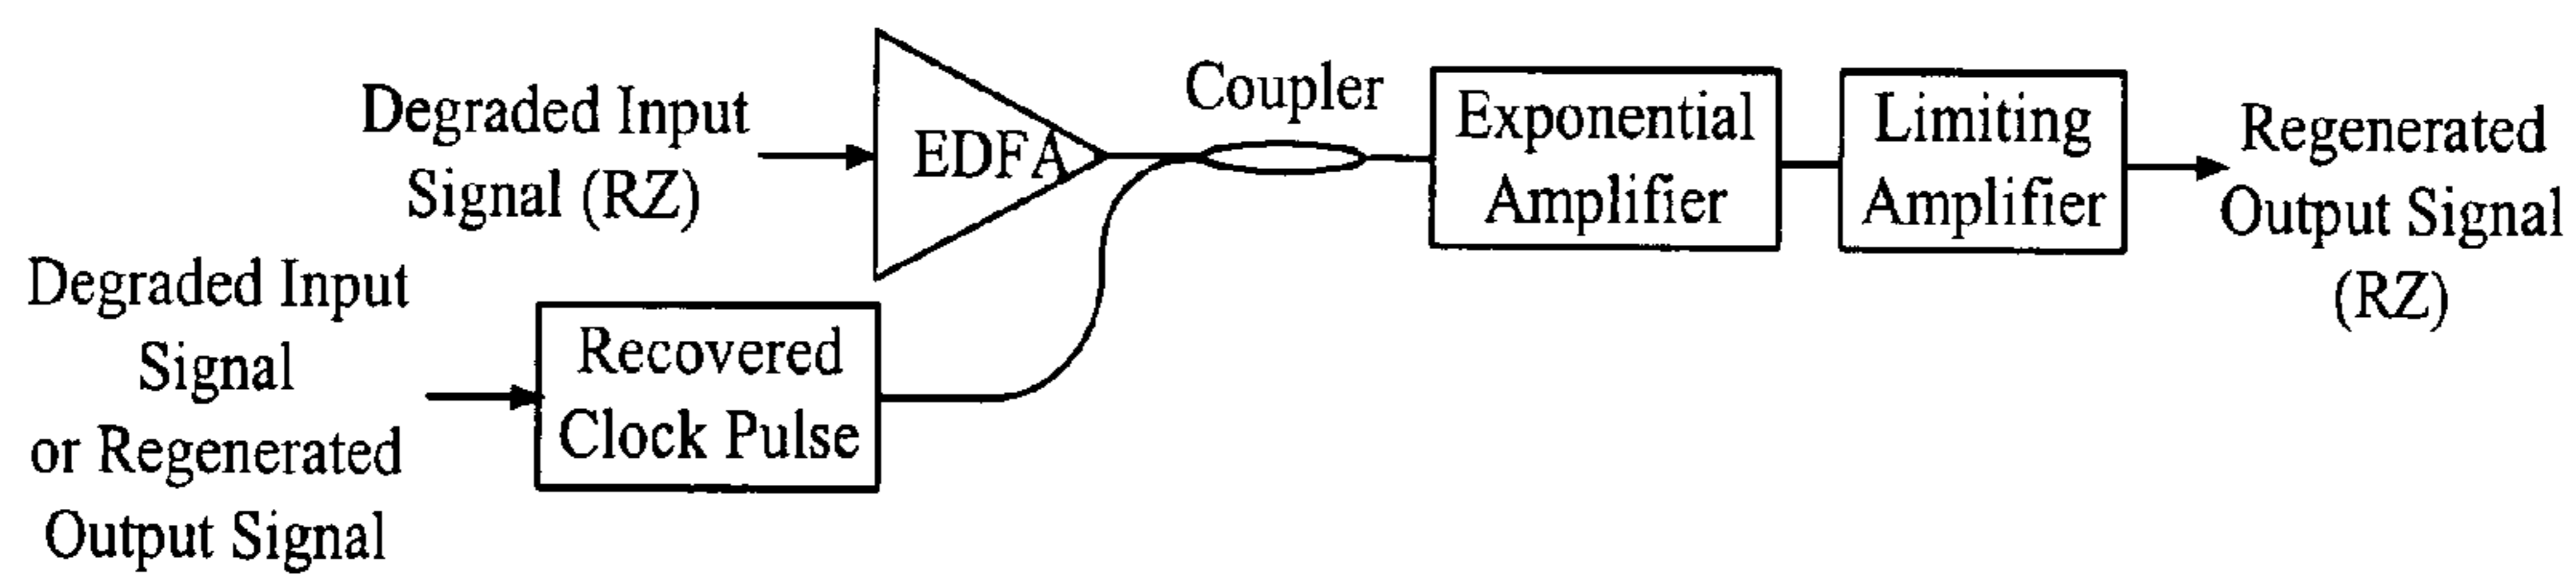 Degraded Input
Signal (RZ)
EDFA
Coupler
Exponential
Amplifier
Limiting
Amplifier
Regenerated
Output Signal
(RZ)
Degraded Input
Signal
or Regenerated
Output Signal
Recovered
Clock Pulse